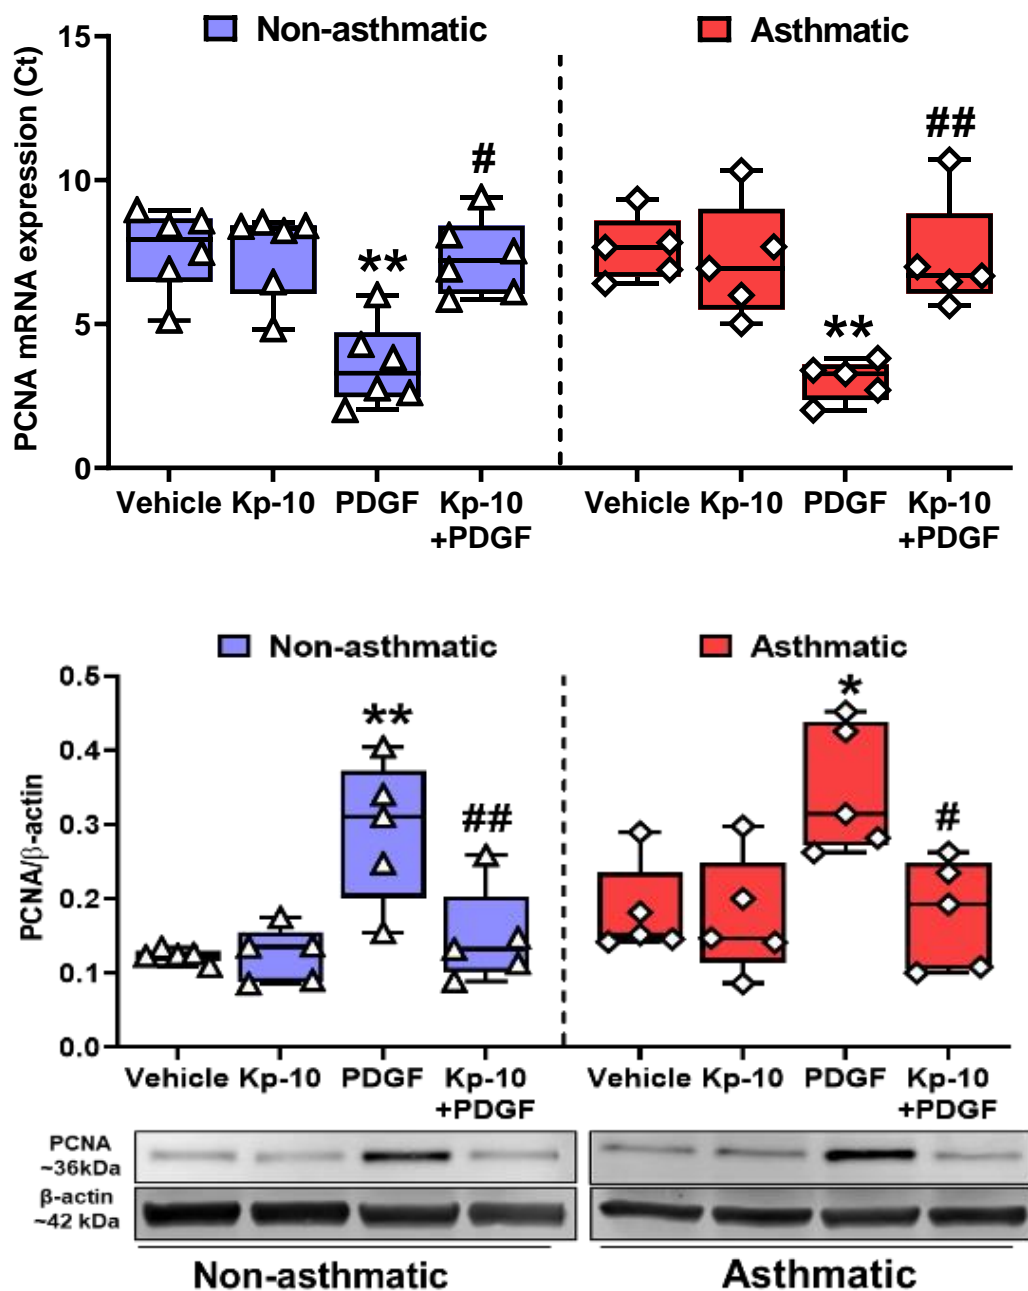 Non-asthmatic
Asthmatic
PCNA mRNA expression (Ct)
15
10
5
0
**
#
**
##
Vehicle Kp-10 PDGF Kp-10 +PDGF
Vehicle Kp-10 PDGF Kp-10 +PDGF
Non-asthmatic
Asthmatic
PCNA/β-actin
0.5
0.4
0.3
0.2
0.1
0.0
**
##
*
#
Vehicle Kp-10 PDGF Kp-10 +PDGF
Vehicle Kp-10 PDGF Kp-10 +PDGF
PCNA
~36kDa
β-actin
~42 kDa
Non-asthmatic
Asthmatic